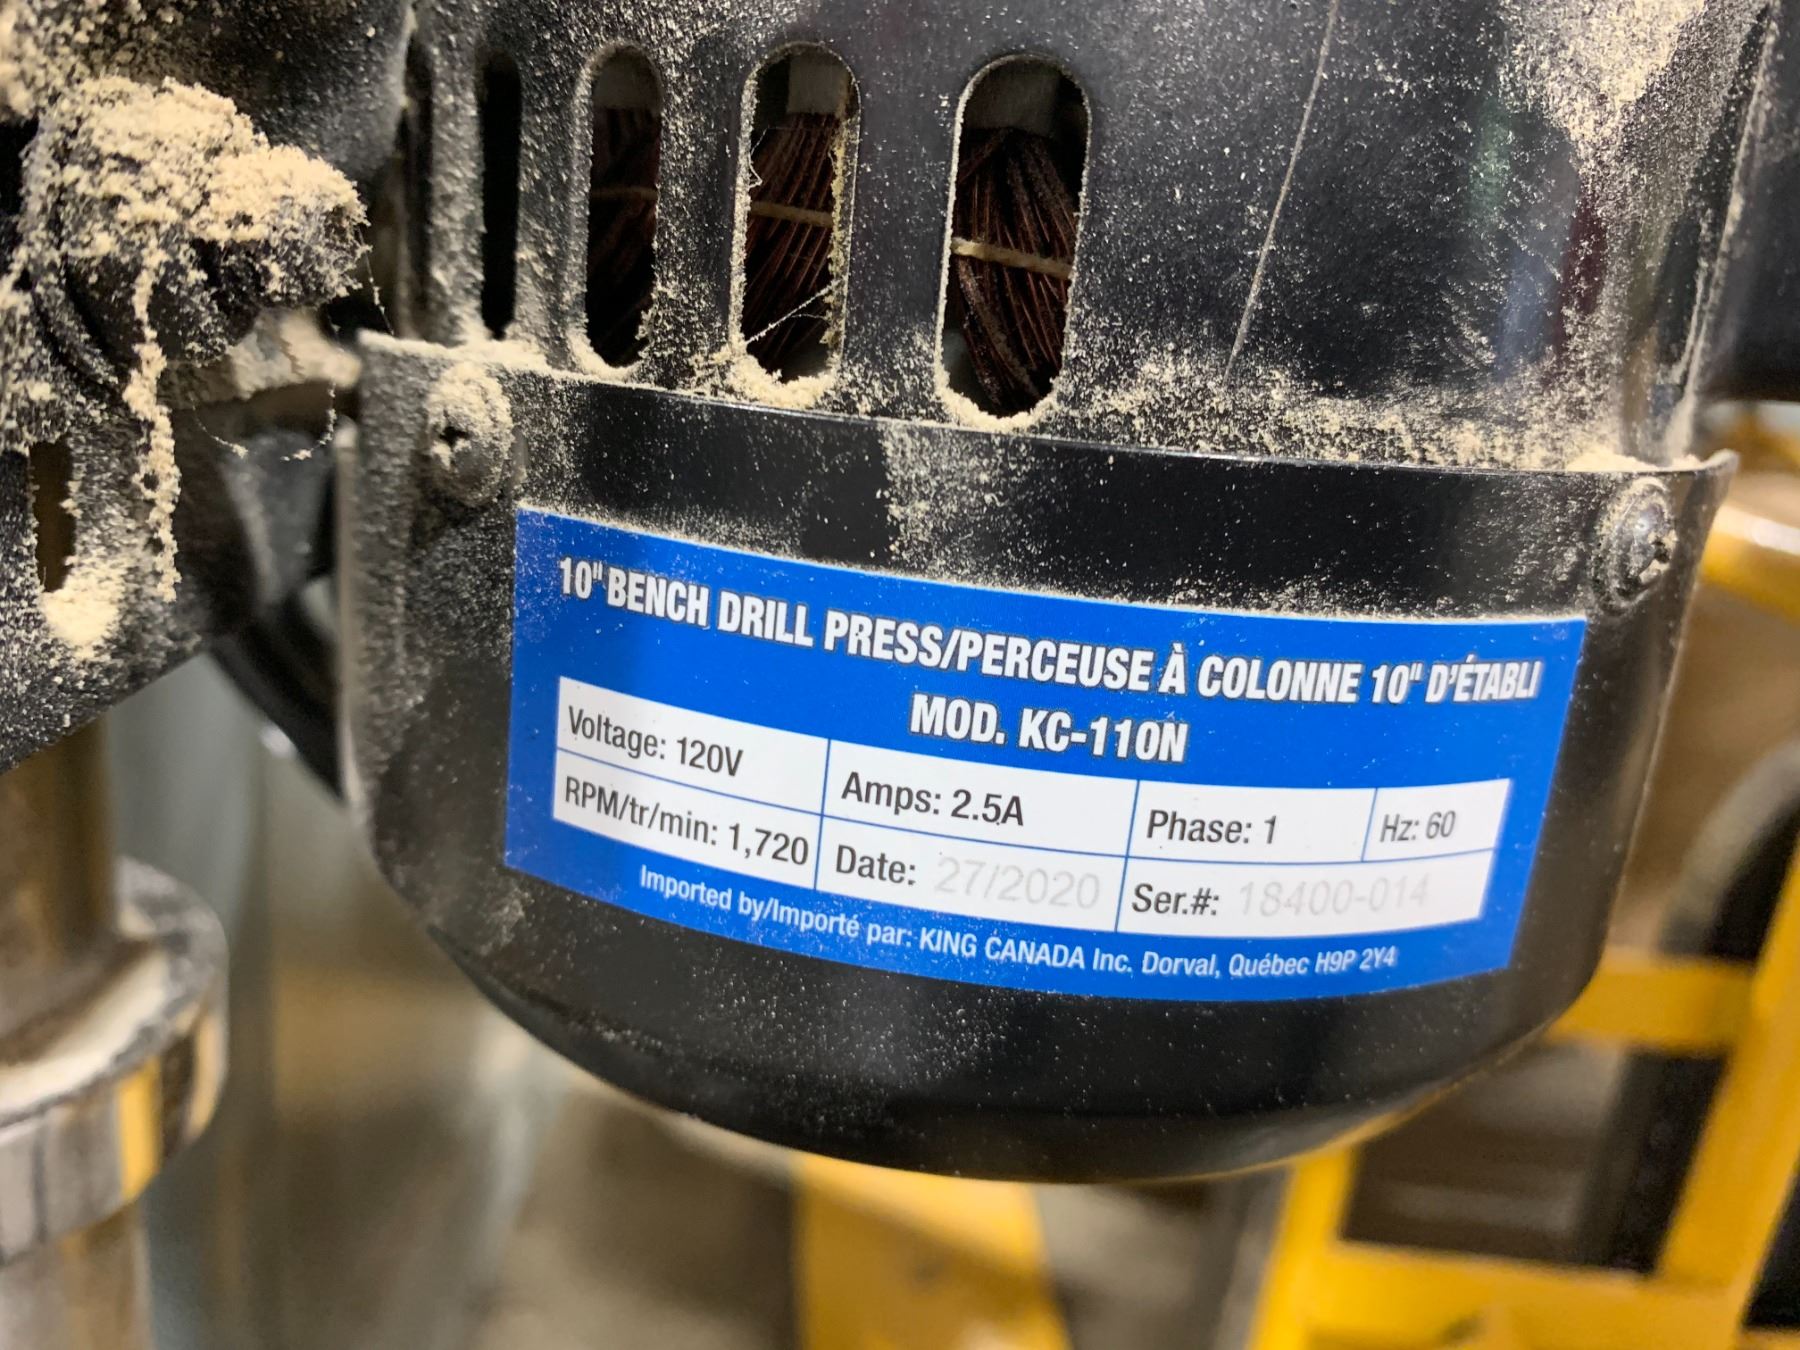 10" BENCH DRILL PRESS/PERCEUSE À COLONNE 10" D'ÉTABLI
MOD. KC-110N
Voltage: 120V Amps: 2.5A Phase: 1 Hz: 60
RPM/tr/min: 1,720 Date: 27/2020 Ser.#: 18400-014
Imported by/Importé par: KING CANADA Inc. Dorval, Québec H9P 2Y4